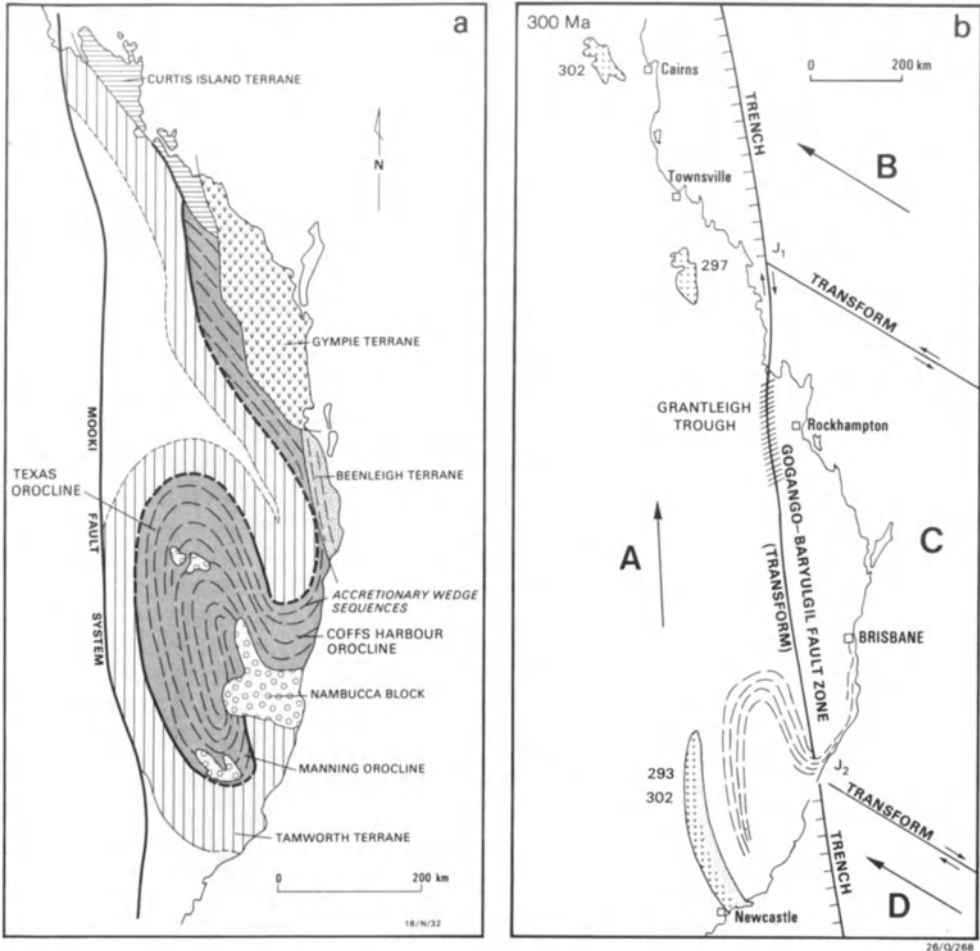 a
CURTIS ISLAND TERRANE
N
GYMPIE TERRANE
MOOKI
FAULT
SYSTEM
TEXAS
OROCLINE
BEENLEIGH TERRANE
ACCRETIONARY WEDGE
SEQUENCES
COFFS HARBOUR
OROCLINE
NAMBUCCA BLOCK
MANNING OROCLINE
TAMWORTH TERRANE
0 200 km
16/N/32
b
300 Ma
302
Cairns
0 200 km
TRENCH
B
Townsville
J1
297
TRANSFORM
GRANTLEIGH
TROUGH
Rockhampton
GOGANGO-BARYULGIL FAULT ZONE
(TRANSFORM)
A
C
BRISBANE
J2
293
302
TRANSFORM
TRENCH
D
Newcastle
26/Q/268